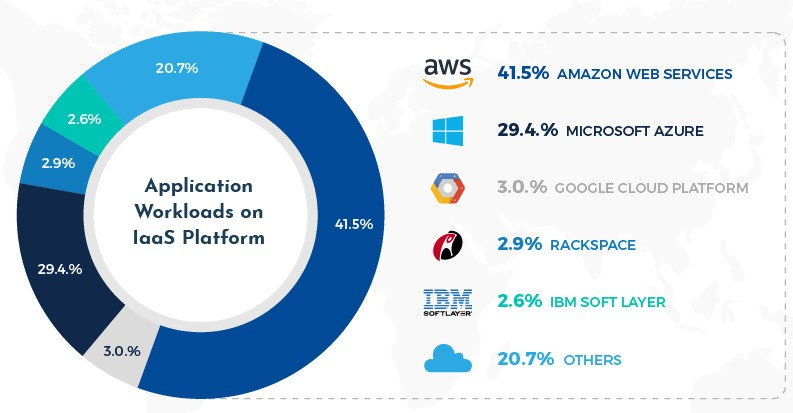 20.7%
2.6%
2.9%
29.4.%
3.0.%
41.5%
Application
Workloads on
IaaS Platform
aws
41.5% AMAZON WEB SERVICES
29.4.% MICROSOFT AZURE
3.0.% GOOGLE CLOUD PLATFORM
2.9% RACKSPACE
IBM
SOFTLAYER
2.6% IBM SOFT LAYER
20.7% OTHERS